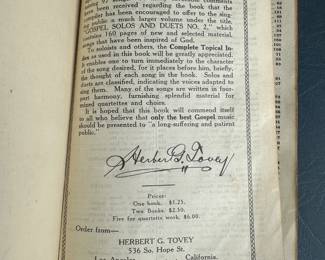 comments
been received regarding the book that the
compiler has been encouraged to offer to the sing-
public a much larger volume under the title,
"GOSPEL SOLOS AND DUETS NO. 2," which
contains 160 pages of new and selected material,
songs that have been inspired of God.
To soloists and others, the Complete Topical In-
dex as used in this book will be greatly appreciated.
enables one to turn immediately to the character
of the song desired, for it places before him, briefly,
the thought of each song in the book. Solos and
duets are classified, indicating the voices adapted to
sing them. Many of the songs are written in four-
part harmony, furnishing splendid material for
mixed quartettes and choirs.
It is hoped that this book will commend itself
to all who believe that only the best Gospel music
should be presented to "a long-suffering and patient
public."
Herbert G. Tovey
Prices:
One book, $1.25.
Two Books, $2.50.
Five for quartette work, $6.00.
Order from—
HERBERT G. TOVEY
536 So. Hope St.
Los Angeles California.